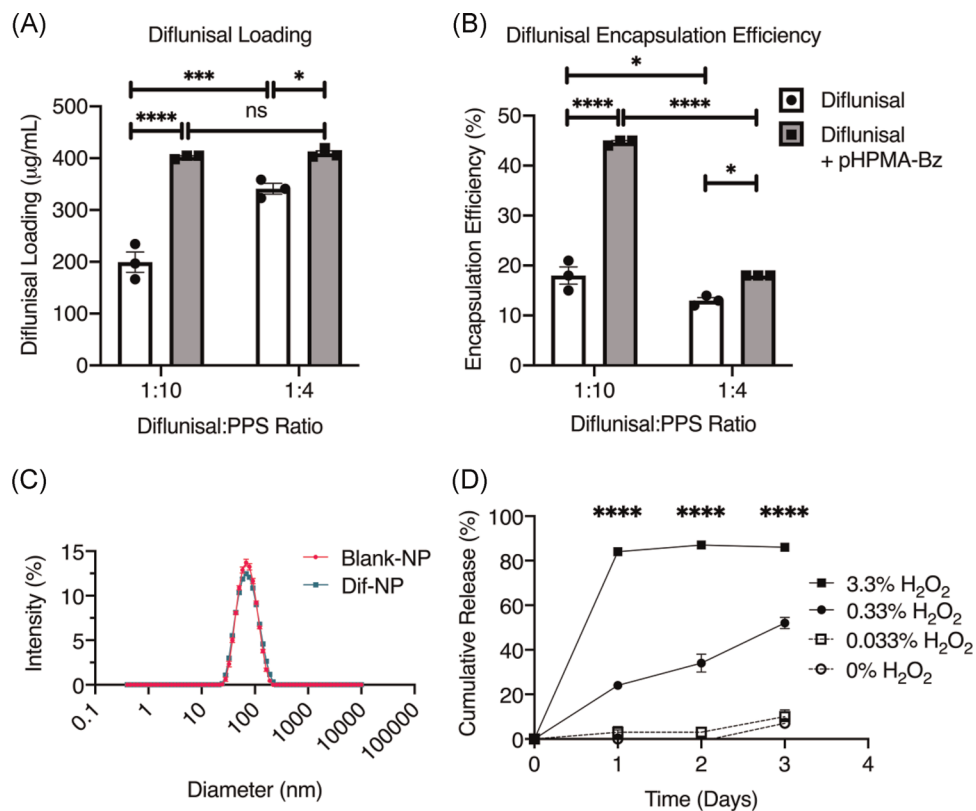 (A)
Diflunisal Loading
***
*
****
ns
Diflunisal Loading (μg/mL)
500
400
300
200
100
0
1:10
1:4
Diflunisal:PPS Ratio
(B)
Diflunisal Encapsulation Efficiency
*
****
****
*
Encapsulation Efficiency (%)
50
40
30
20
10
0
1:10
1:4
Diflunisal:PPS Ratio
Diflunisal
Diflunisal
+ pHPMA-Bz
(C)
Intensity (%)
15
10
5
0
0.1
1
10
100
1000
10000
100000
Diameter (nm)
Blank-NP
Dif-NP
(D)
****
****
****
Cumulative Release (%)
100
80
60
40
20
0
0
1
2
3
4
Time (Days)
3.3% H₂O₂
0.33% H₂O₂
0.033% H₂O₂
0% H₂O₂